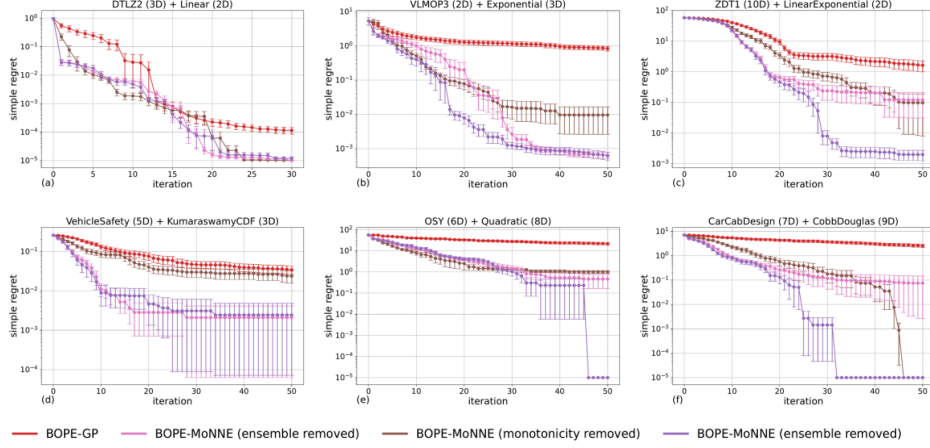 DTLZ2 (3D) + Linear (2D)
simple regret
10⁰
10⁻¹
10⁻²
10⁻³
10⁻⁴
10⁻⁵
0 5 10 15 20 25 30
(a)
iteration
VLMOP3 (2D) + Exponential (3D)
simple regret
10¹
10⁰
10⁻¹
10⁻²
10⁻³
0 10 20 30 40 50
(b)
iteration
ZDT1 (10D) + LinearExponential (2D)
simple regret
10²
10¹
10⁰
10⁻¹
10⁻²
10⁻³
0 10 20 30 40 50
(c)
iteration
VehicleSafety (5D) + KumaraswamyCDF (3D)
simple regret
10⁻¹
10⁻²
10⁻³
10⁻⁴
0 10 20 30 40 50
(d)
iteration
OSY (6D) + Quadratic (8D)
simple regret
10²
10¹
10⁰
10⁻¹
10⁻²
10⁻³
10⁻⁴
10⁻⁵
0 10 20 30 40 50
(e)
iteration
CarCabDesign (7D) + CobbDouglas (9D)
simple regret
10¹
10⁰
10⁻¹
10⁻²
10⁻³
10⁻⁴
10⁻⁵
0 10 20 30 40 50
(f)
iteration
BOPE-GP BOPE-MoNNE (ensemble removed) BOPE-MoNNE (monotonicity removed) BOPE-MoNNE (ensemble removed)